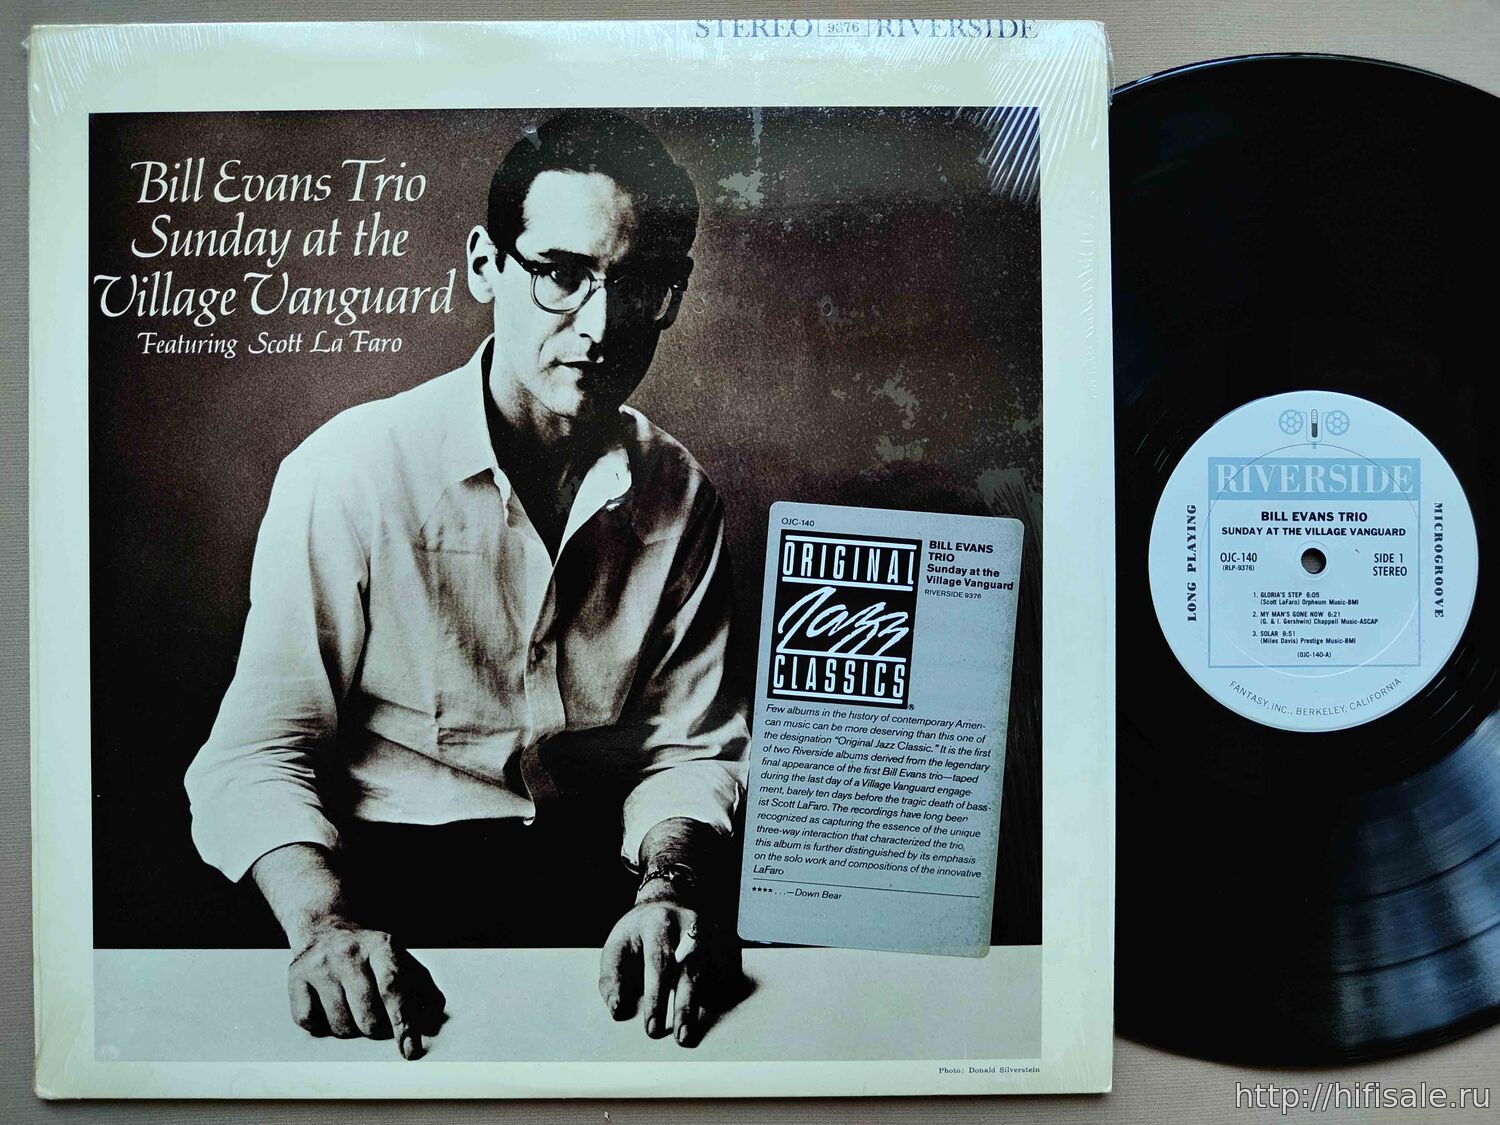 STEREO 9376 RIVERSIDE
Bill Evans Trio
Sunday at the
Village Vanguard
Featuring Scott La Faro
OJC-140
ORIGINAL
Jazz
CLASSICS
®
BILL EVANS
TRIO
Sunday at the
Village Vanguard
RIVERSIDE 9376
Few albums in the history of contemporary Ameri-
can music can be more deserving than this one of
the designation "Original Jazz Classic." It is the first
of two Riverside albums derived from the legendary
final appearance of the first Bill Evans trio—taped
during the last day of a Village Vanguard engage-
ment, barely ten days before the tragic death of bass-
ist Scott LaFaro. The recordings have long been
recognized as capturing the essence of the unique
three-way interaction that characterized the trio,
this album is further distinguished by its emphasis
on the solo work and compositions of the innovative
LaFaro
★★★★ . . .—Down Bear
Photo: Donald Silverstein
RIVERSIDE
BILL EVANS TRIO
SUNDAY AT THE VILLAGE VANGUARD
LONG PLAYING
MICROGROOVE
OJC-140
(RLP-9376)
SIDE 1
STEREO
1. GLORIA'S STEP 6:05
(Scott LaFaro) Orpheum Music-BMI
2. MY MAN'S GONE NOW 6:21
(G. & I. Gershwin) Chappell Music-ASCAP
3. SOLAR 8:51
(Miles Davis) Prestige Music-BMI
(OJC-140-A)
FANTASY, INC., BERKELEY, CALIFORNIA
http://hifisale.ru